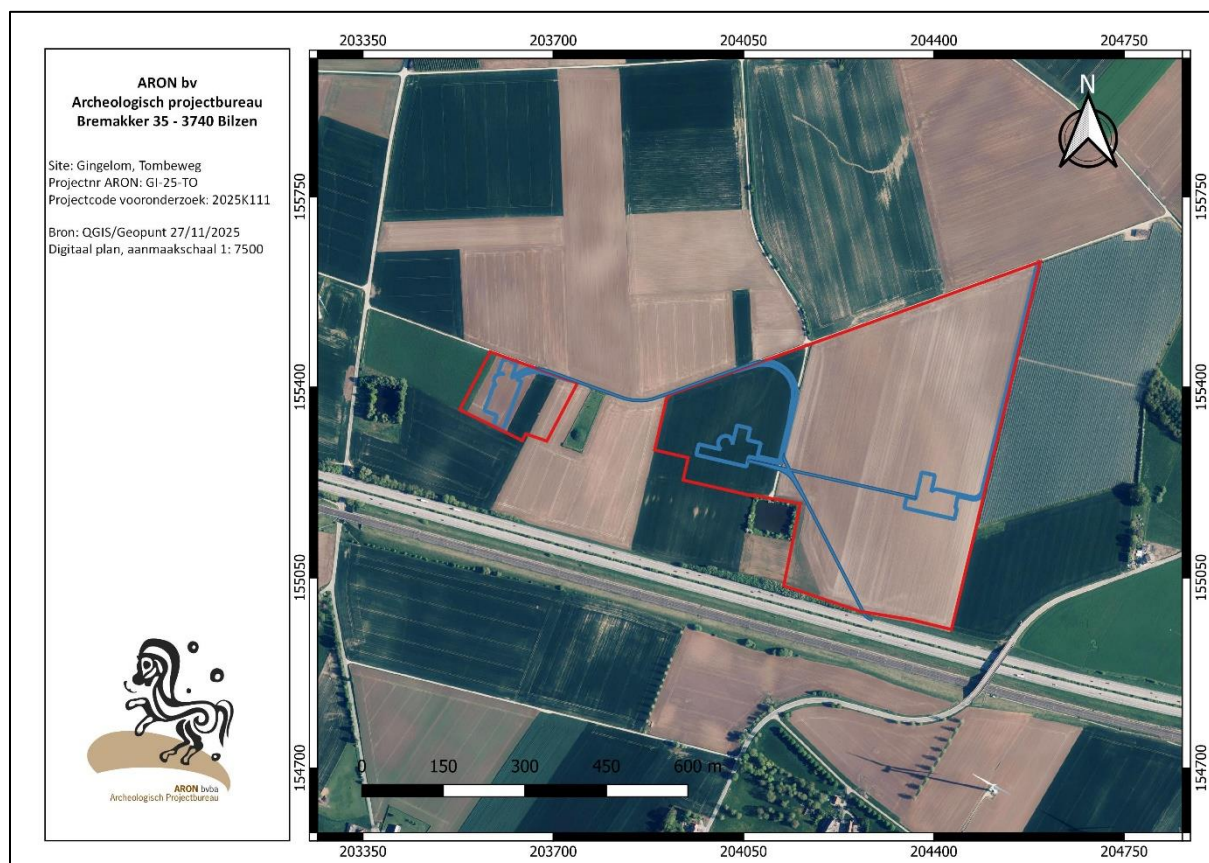 ARON bv
Archeologisch projectbureau
Bremakker 35 - 3740 Bilzen
Site: Gingelom, Tombeweg
Projectnr ARON: GI-25-TO
Projectcode vooronderzoek: 2025K111
Bron: QGIS/Geopunt 27/11/2025
Digitaal plan, aanmaakschaal 1: 7500
ARON bvba
Archeologisch Projectbureau
203350 203700 204050 204400 204750
N
155750 155750
155400 155400
155050 155050
154700 154700
0 150 300 450 600 m
203350 203700 204050 204400 204750